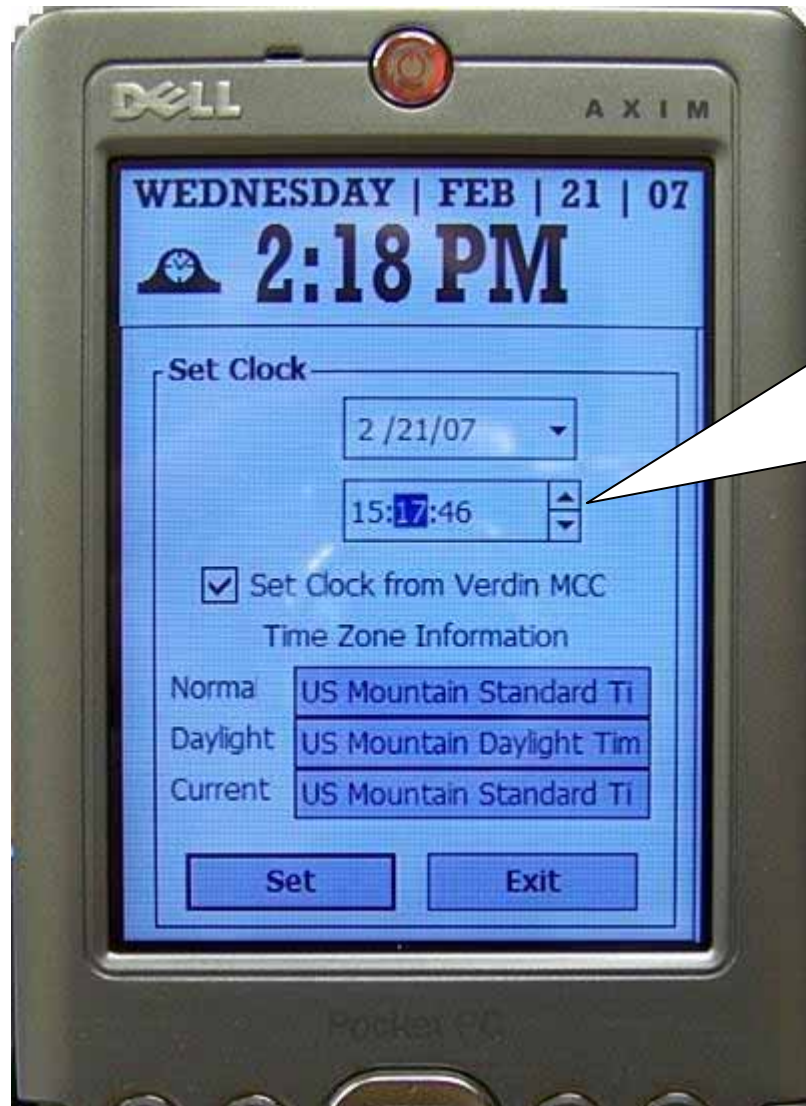 DELL
AXIM
WEDNESDAY | FEB | 21 | 07
2:18 PM
Set Clock
2 /21/07
15:17:46
Set Clock from Verdin MCC
Time Zone Information
Normal US Mountain Standard Ti
Daylight US Mountain Daylight Tim
Current US Mountain Standard Ti
Set Exit
Pocket PC